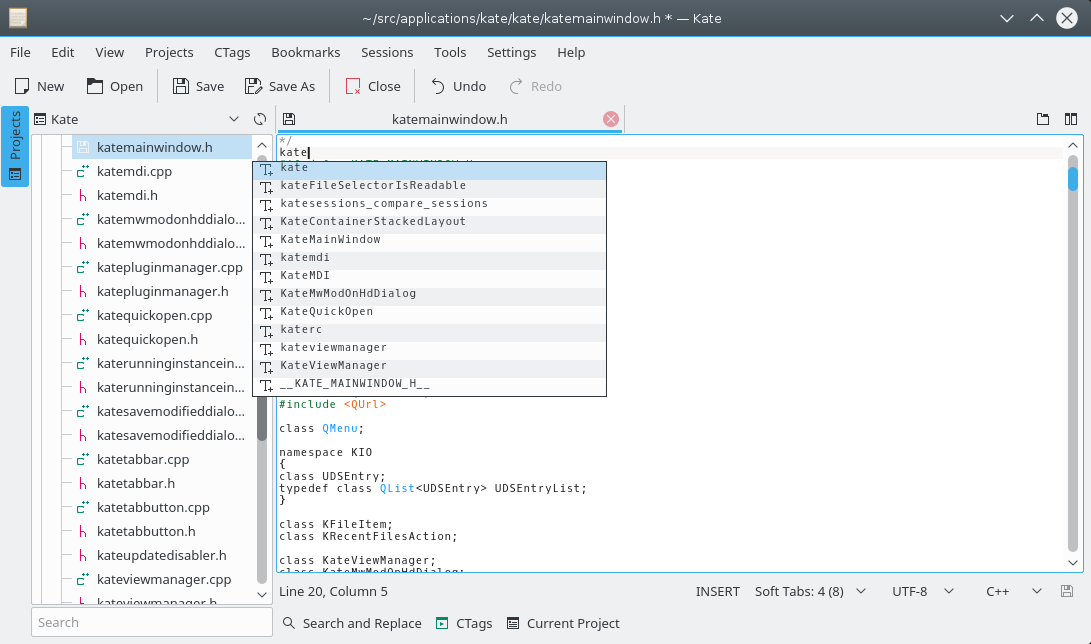 ~/src/applications/kate/kate/katemainwindow.h * — Kate
File Edit View Projects CTags Bookmarks Sessions Tools Settings Help
New Open Save Save As Close Undo Redo
Projects
Kate
katemainwindow.h
katemdi.cpp
katemdi.h
katemwmodonhddialo...
katemwmodonhddialo...
katepluginmanager.cpp
katepluginmanager.h
katequickopen.cpp
katequickopen.h
katerunninginstancein...
katerunninginstancein...
katesavemodifieddialo...
katesavemodifieddialo...
katetabbar.cpp
katetabbar.h
katetabbutton.cpp
katetabbutton.h
kateupdatedisabler.h
kateviewmanager.cpp
kateviewmanager.h
Search
katemainwindow.h
*/
kate
kate
kateFileSelectorIsReadable
katesessions_compare_sessions
KateContainerStackedLayout
KateMainWindow
katemdi
KateMDI
KateMwModOnHdDialog
KateQuickOpen
katerc
kateviewmanager
KateViewManager
__KATE_MAINWINDOW_H__
#include <QUrl>
class QMenu;
namespace KIO
{
class UDSEntry;
typedef class QList<UDSEntry> UDSEntryList;
}
class KFileItem;
class KRecentFilesAction;
class KateViewManager;
class KateMwModOnHdDialog;
Line 20, Column 5 INSERT Soft Tabs: 4 (8) UTF-8 C++
Search and Replace CTags Current Project